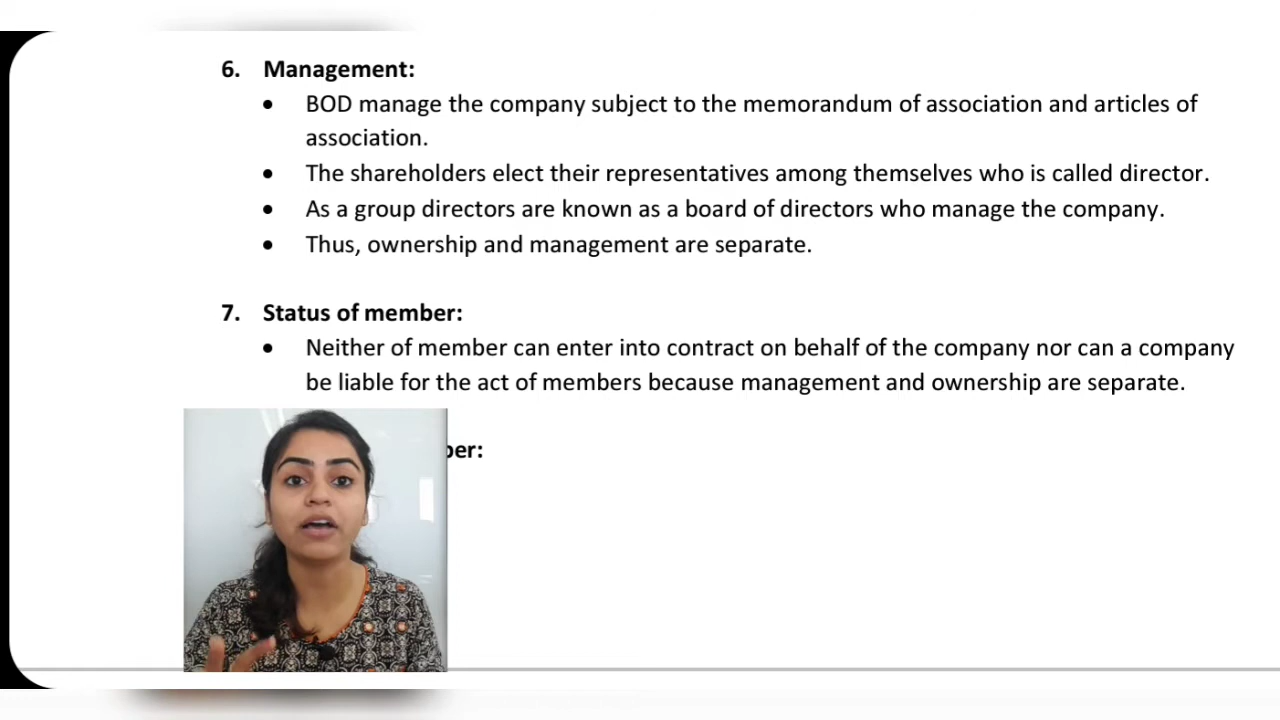 6. Management:
• BOD manage the company subject to the memorandum of association and articles of
association.
• The shareholders elect their representatives among themselves who is called director.
• As a group directors are known as a board of directors who manage the company.
• Thus, ownership and management are separate.
7. Status of member:
• Neither of member can enter into contract on behalf of the company nor can a company
be liable for the act of members because management and ownership are separate.